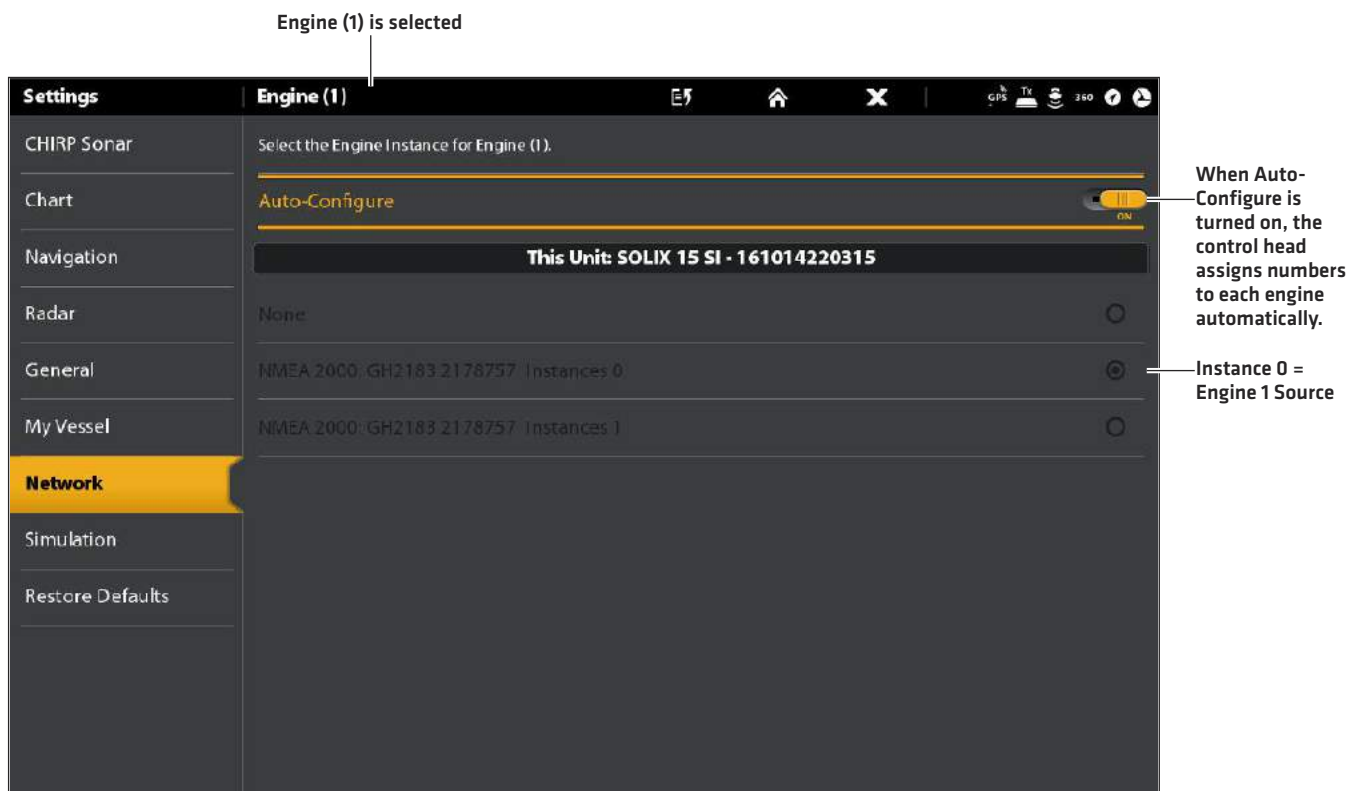 Engine (1) is selected
Settings
Engine (1)
GPS
Tx
360
CHIRP Sonar
Select the Engine Instance for Engine (1).
Chart
Auto-Configure
ON
When Auto-
Configure is
turned on, the
control head
assigns numbers
to each engine
automatically.
Navigation
This Unit: SOLIX 15 SI - 161014220315
Radar
None
General
NMEA 2000: GH2183 2178757 Instances 0
Instance 0 =
Engine 1 Source
My Vessel
NMEA 2000: GH2183 2178757 Instances 1
Network
Simulation
Restore Defaults